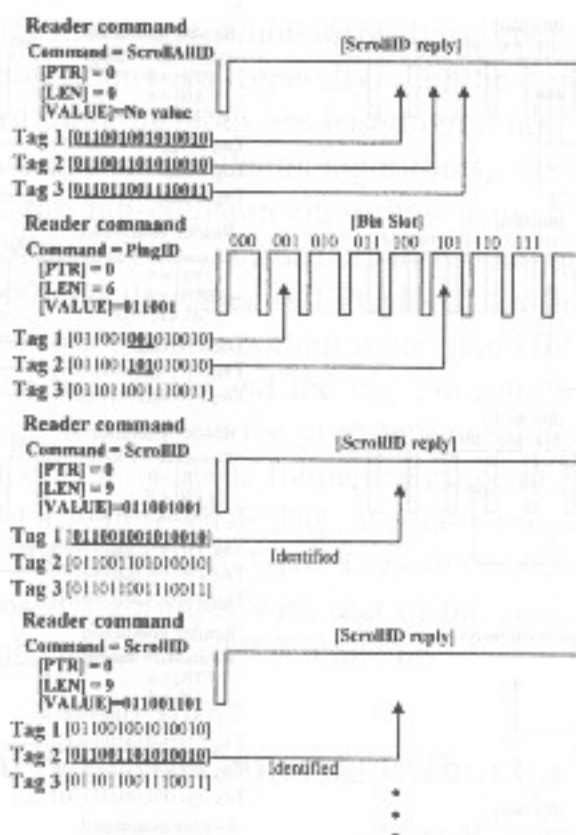 Reader command
Command = ScrollAllID
[ScrollID reply]
[PTR] = 0
[LEN] = 0
[VALUE]=No value
Tag 1 [011001001010010]
Tag 2 [011001101010010]
Tag 3 [011011001110011]
Reader command
[Bin Slot]
Command = PingID
000 001 010 011 100 101 110 111
[PTR] = 0
[LEN] = 6
[VALUE]=011001
Tag 1 [011001001010010]
Tag 2 [011001101010010]
Tag 3 [011011001110011]
Reader command
Command = ScrollID
[ScrollID reply]
[PTR] = 0
[LEN] = 9
[VALUE]=011001001
Tag 1 [011001001010010]
Tag 2 [011001101010010]
Identified
Tag 3 [011011001110011]
Reader command
Command = ScrollID
[ScrollID reply]
[PTR] = 0
[LEN] = 9
[VALUE]=011001101
Tag 1 [011001001010010]
Tag 2 [011001101010010]
Identified
Tag 3 [011011001110011]